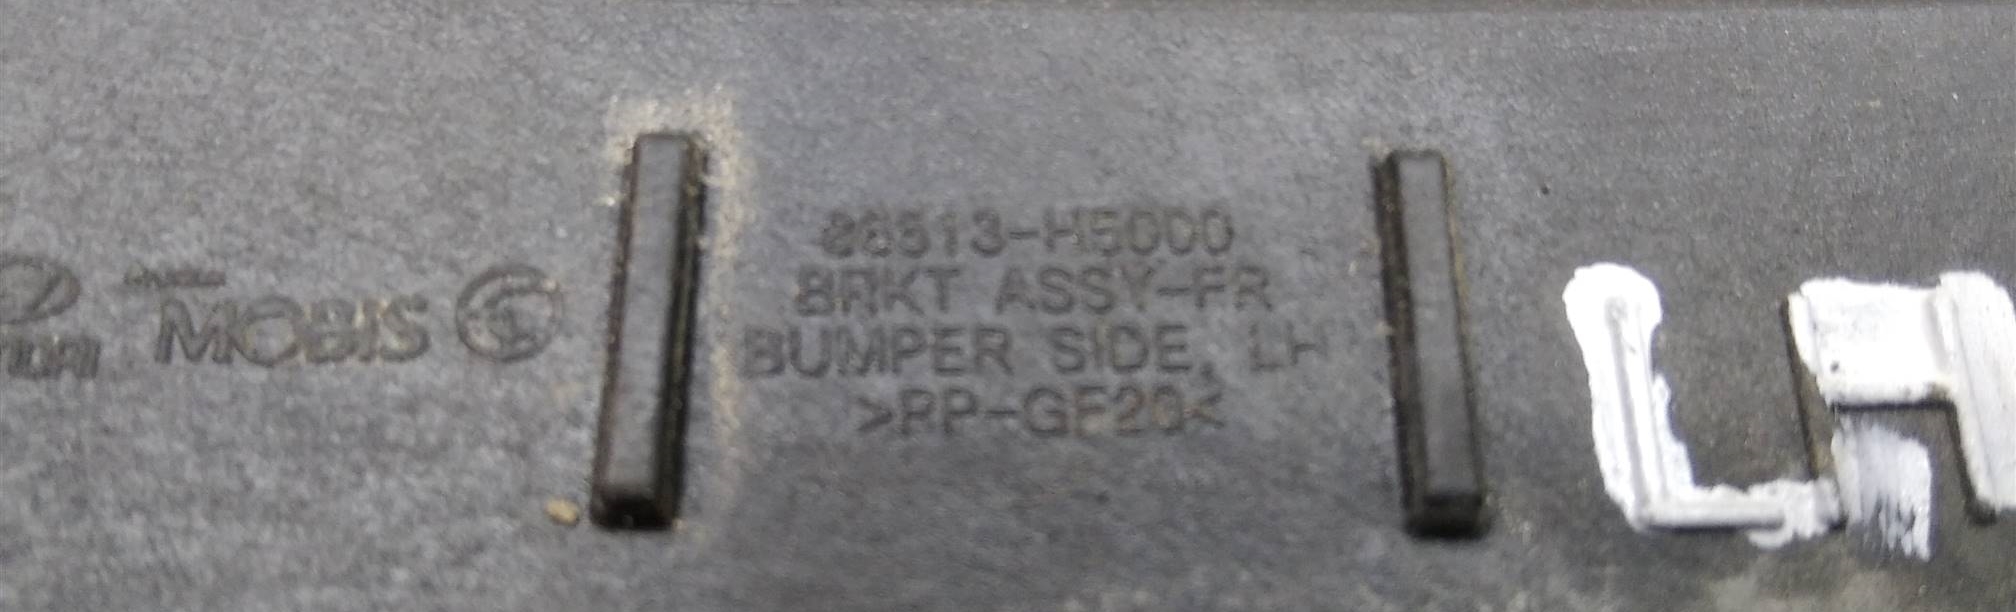 MOBIS
86513-H5000
BRKT ASSY-FR
BUMPER SIDE, LH
>PP-GF20<
LH